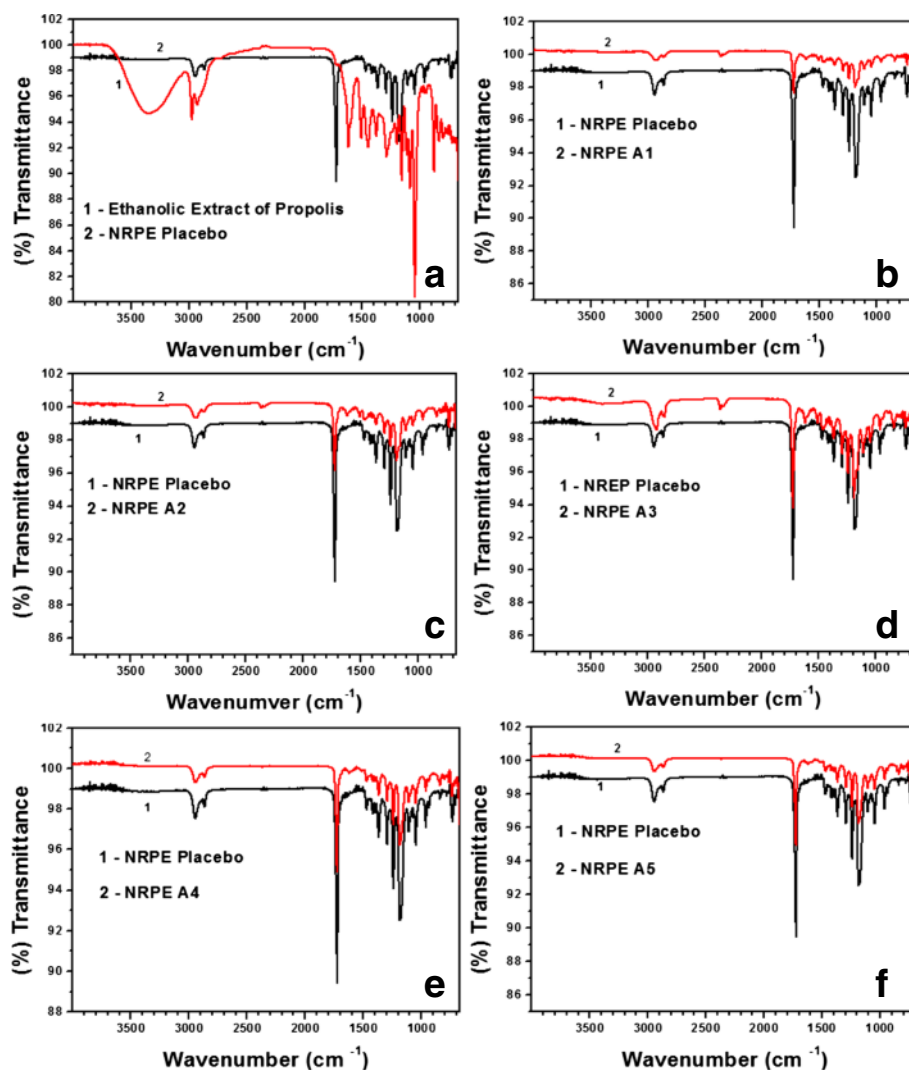 102
100
98
96
94
92
90
88
86
84
82
80
(%) Transmittance
2
1
1 - Ethanolic Extract of Propolis
2 - NRPE Placebo
a
3500 3000 2000 1500 1000
Wavenumber (cm⁻¹)
102
100
98
96
94
92
90
88
86
(%) Transmittance
2
1
1 - NRPE Placebo
2 - NRPE A1
b
3500 3000 2000 1500 1000
Wavenumber (cm⁻¹)
102
100
98
96
94
92
90
88
86
(%) Transmittance
2
1
1 - NRPE Placebo
2 - NRPE A2
c
3500 3000 2000 1500 1000
Wavenumver (cm⁻¹)
102
100
98
96
94
92
90
88
86
(%) Transmittance
2
1
1 - NREP Placebo
2 - NRPE A3
d
3500 3000 2000 1500 1000
Wavenumber (cm⁻¹)
102
100
98
96
94
92
90
88
(%) Transmittance
2
1
1 - NRPE Placebo
2 - NRPE A4
e
3500 3000 2000 1500 1000
Wavenumber (cm⁻¹)
102
100
98
96
94
92
90
88
86
(%) Transmittance
2
1
1 - NRPE Placebo
2 - NRPE A5
f
3500 3000 2000 1500 1000
Wavenumber (cm⁻¹)